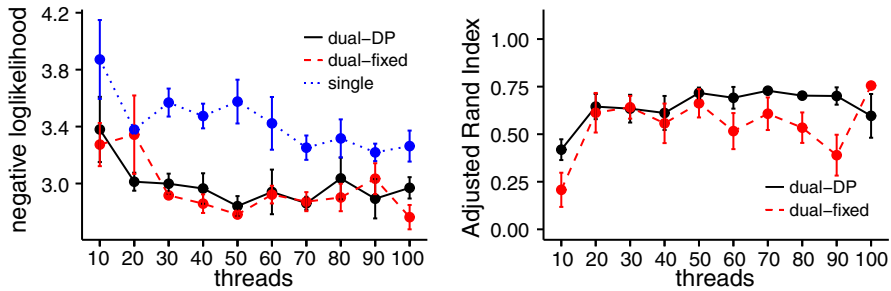 negative loglikelihood
4.2
3.8
3.4
3.0
dual-DP
dual-fixed
single
10 20 30 40 50 60 70 80 90 100
threads
Adjusted Rand Index
1.00
0.75
0.50
0.25
0.00
dual-DP
dual-fixed
10 20 30 40 50 60 70 80 90 100
threads